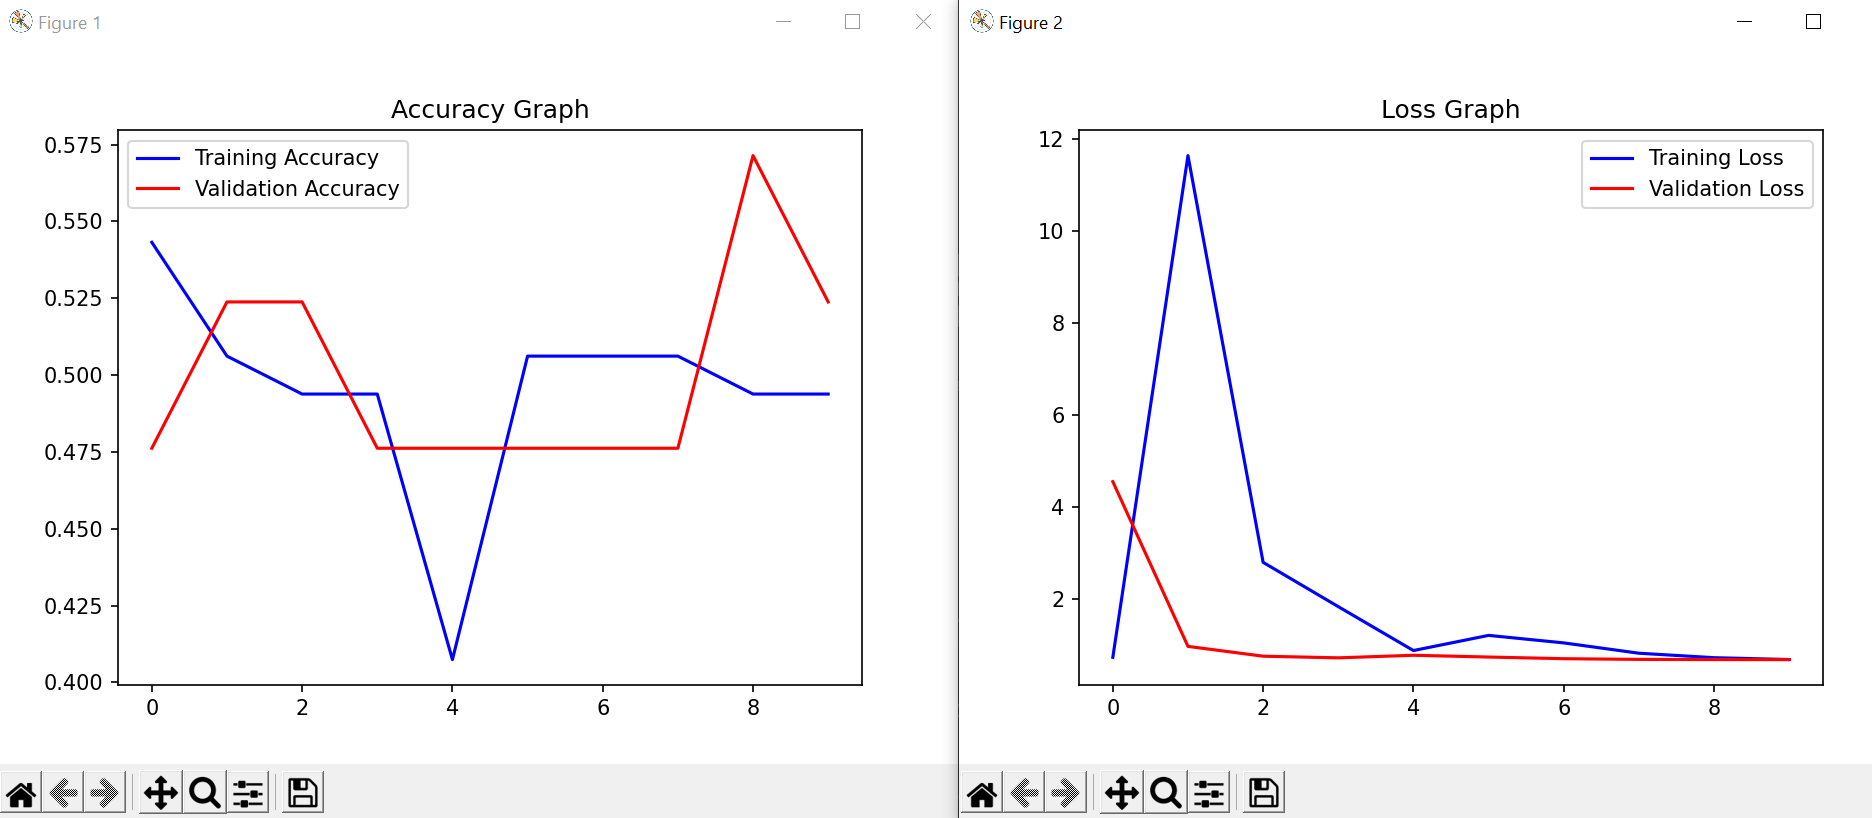 Figure 1
Accuracy Graph
Training Accuracy
Validation Accuracy
0.575
0.550
0.525
0.500
0.475
0.450
0.425
0.400
0 2 4 6 8
Figure 2
Loss Graph
Training Loss
Validation Loss
12
10
8
6
4
2
0 2 4 6 8